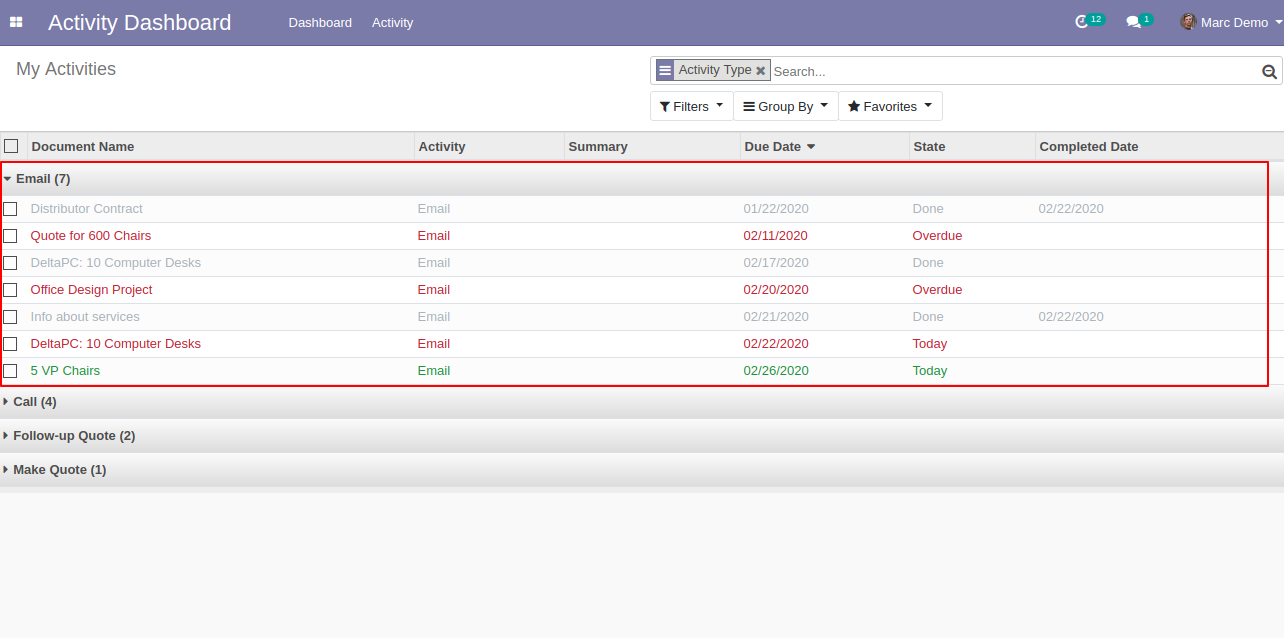 Activity Dashboard Dashboard Activity 12 1 Marc Demo
My Activities Activity Type Search...
Filters Group By Favorites
Document Name Activity Summary Due Date State Completed Date
Email (7)
Distributor Contract Email 01/22/2020 Done 02/22/2020
Quote for 600 Chairs Email 02/11/2020 Overdue
DeltaPC: 10 Computer Desks Email 02/17/2020 Done
Office Design Project Email 02/20/2020 Overdue
Info about services Email 02/21/2020 Done 02/22/2020
DeltaPC: 10 Computer Desks Email 02/22/2020 Today
5 VP Chairs Email 02/26/2020 Today
Call (4)
Follow-up Quote (2)
Make Quote (1)